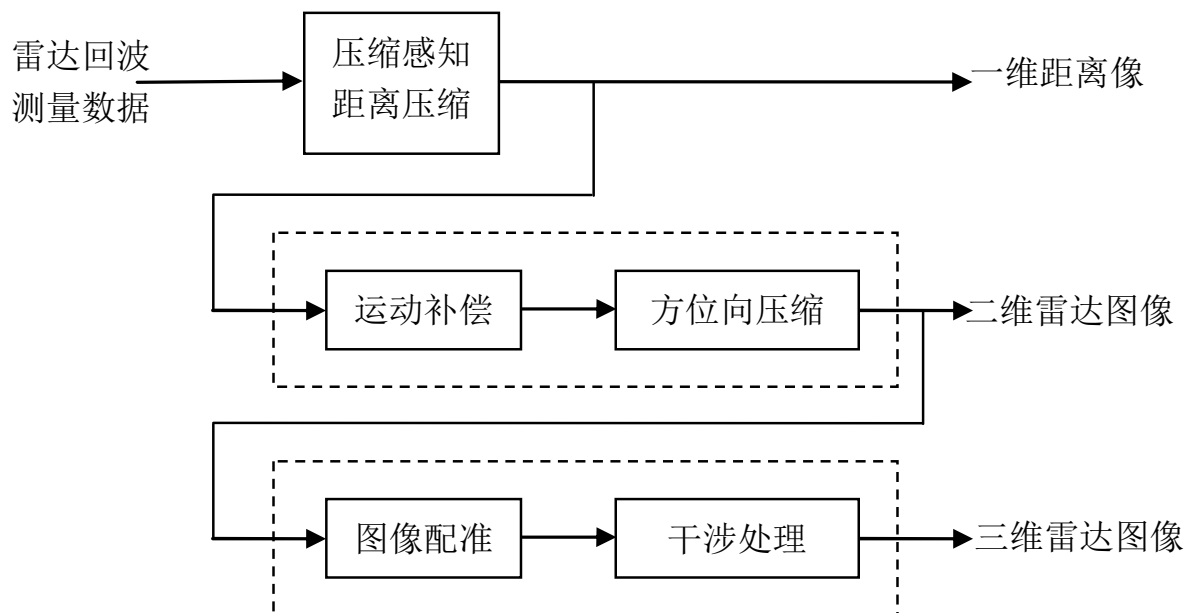 雷达回波
测量数据
压缩感知
距离压缩
一维距离像
运动补偿
方位向压缩
二维雷达图像
图像配准
干涉处理
三维雷达图像